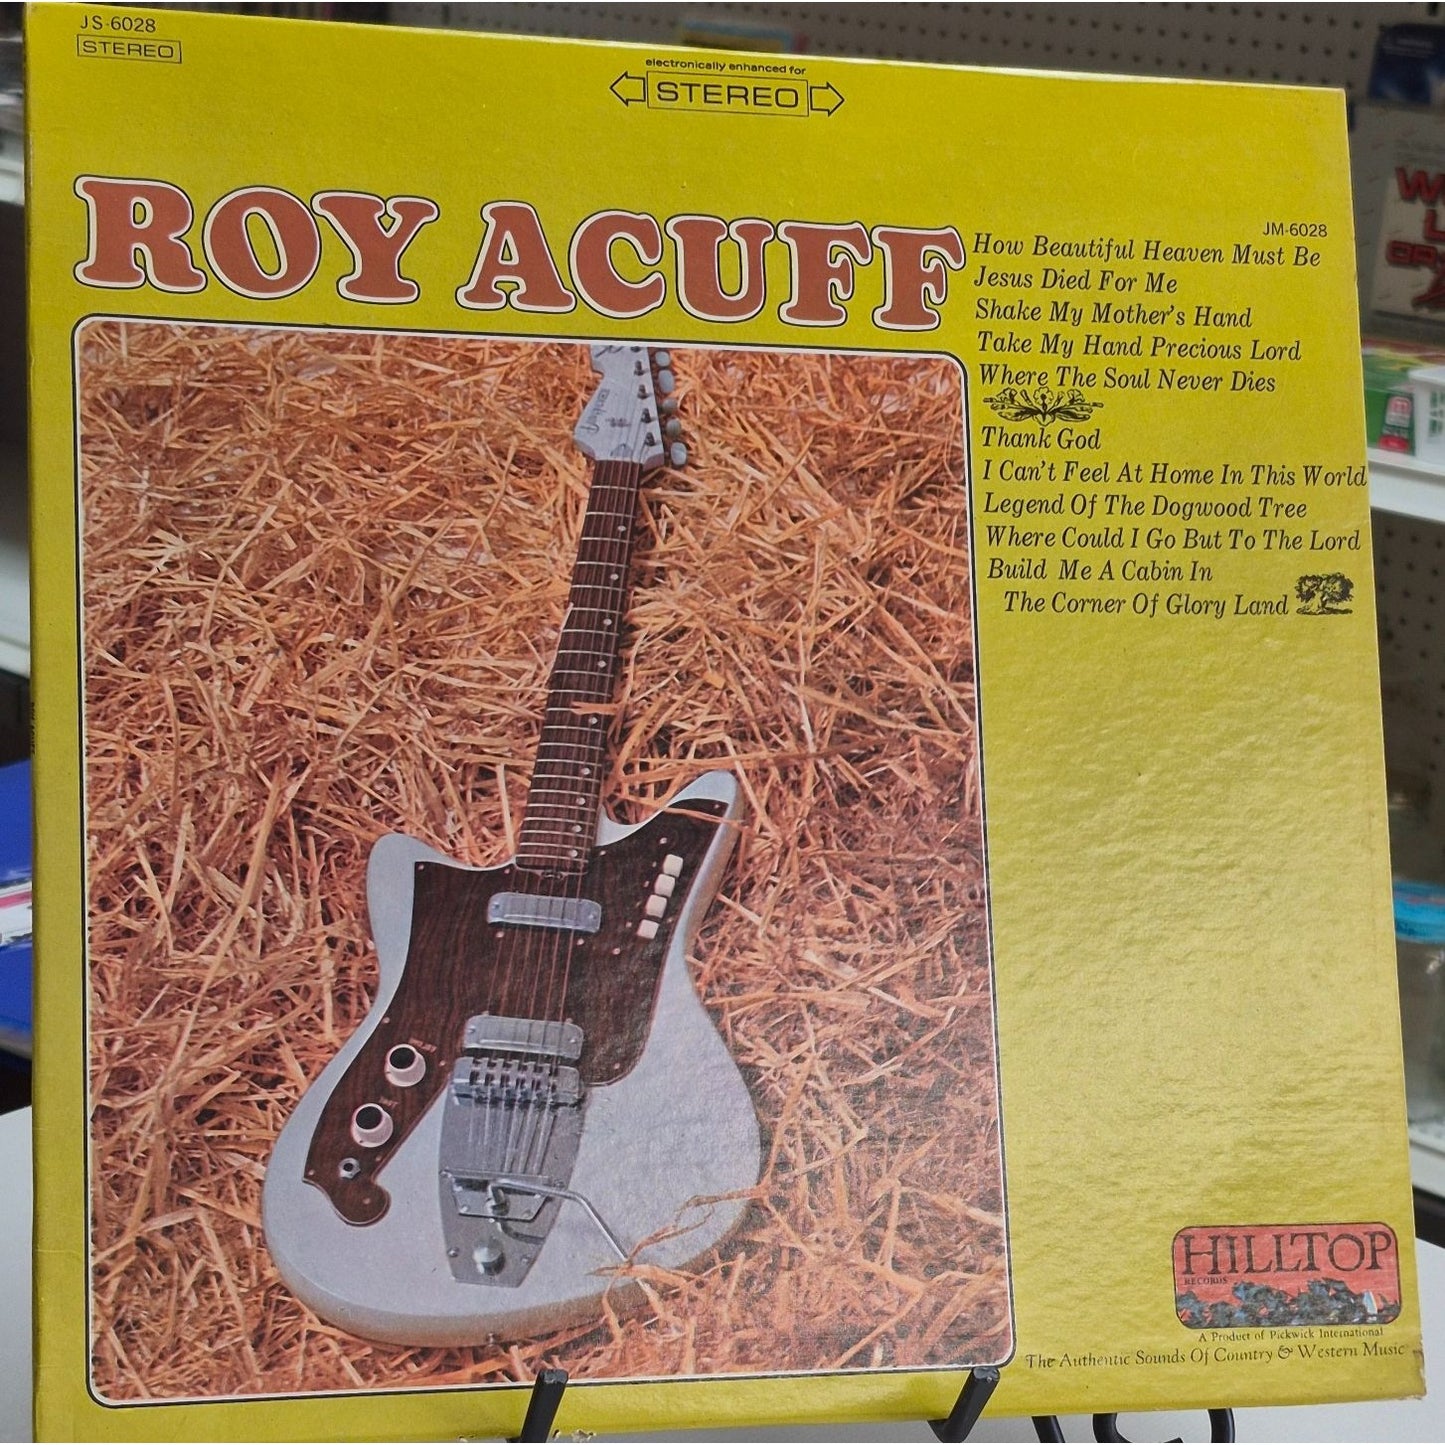 JS-6028
STEREO
electronically enhanced for
STEREO
ROY ACUFF
JM-6028
How Beautiful Heaven Must Be
Jesus Died For Me
Shake My Mother's Hand
Take My Hand Precious Lord
Where The Soul Never Dies
Thank God
I Can't Feel At Home In This World
Legend Of The Dogwood Tree
Where Could I Go But To The Lord
Build Me A Cabin In
The Corner Of Glory Land
HILLTOP
RECORDS
A Product of Pickwick International
The Authentic Sounds Of Country & Western Music